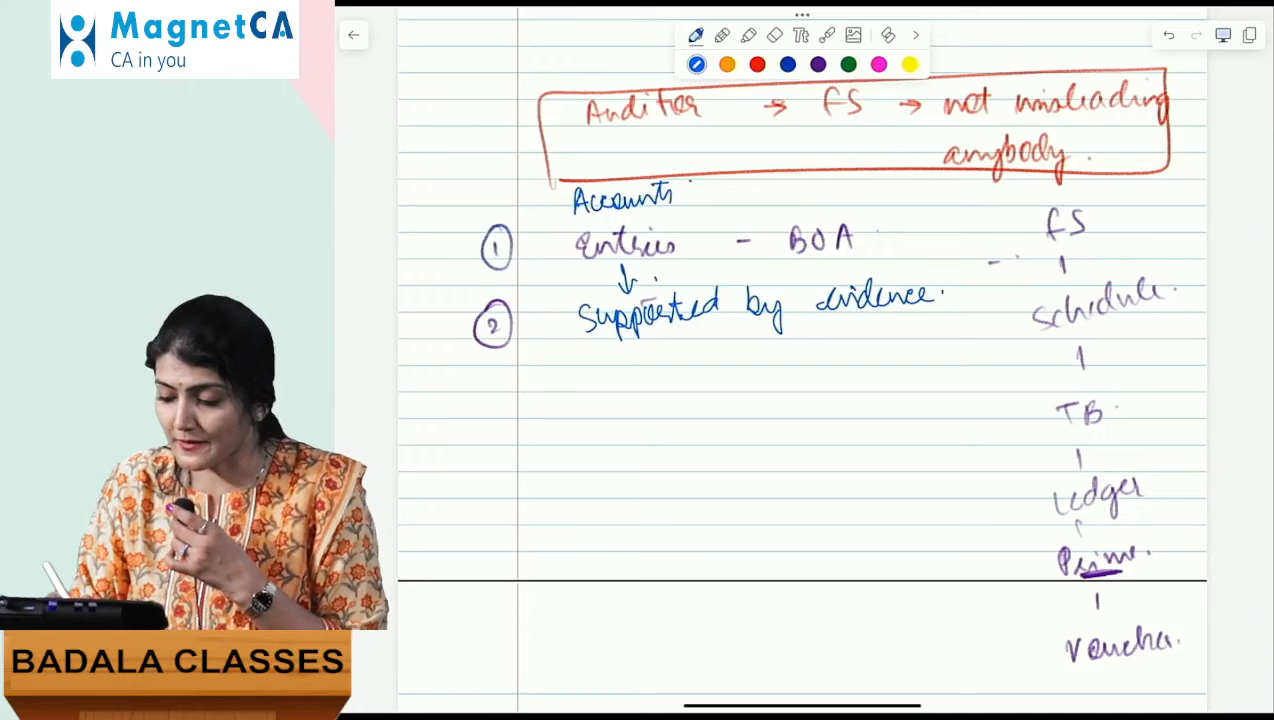 MagnetCA
CA in you
Auditor → FS → not misleading
anybody.
Accounts
① Entries - BOA
↓
② Supported by evidence.
FS
Schedule.
TB
Ledger
Prime.
Voucher.
BADALA CLASSES